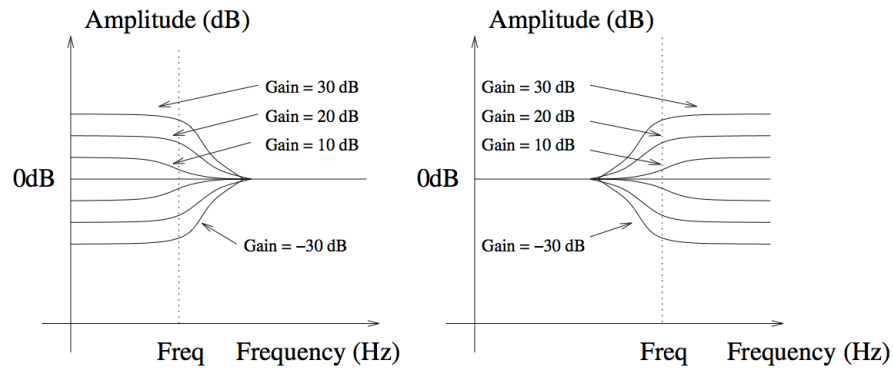 Amplitude (dB)
Gain = 30 dB
Gain = 20 dB
Gain = 10 dB
0dB
Gain = −30 dB
Freq
Frequency (Hz)
Amplitude (dB)
Gain = 30 dB
Gain = 20 dB
Gain = 10 dB
0dB
Gain = −30 dB
Freq
Frequency (Hz)